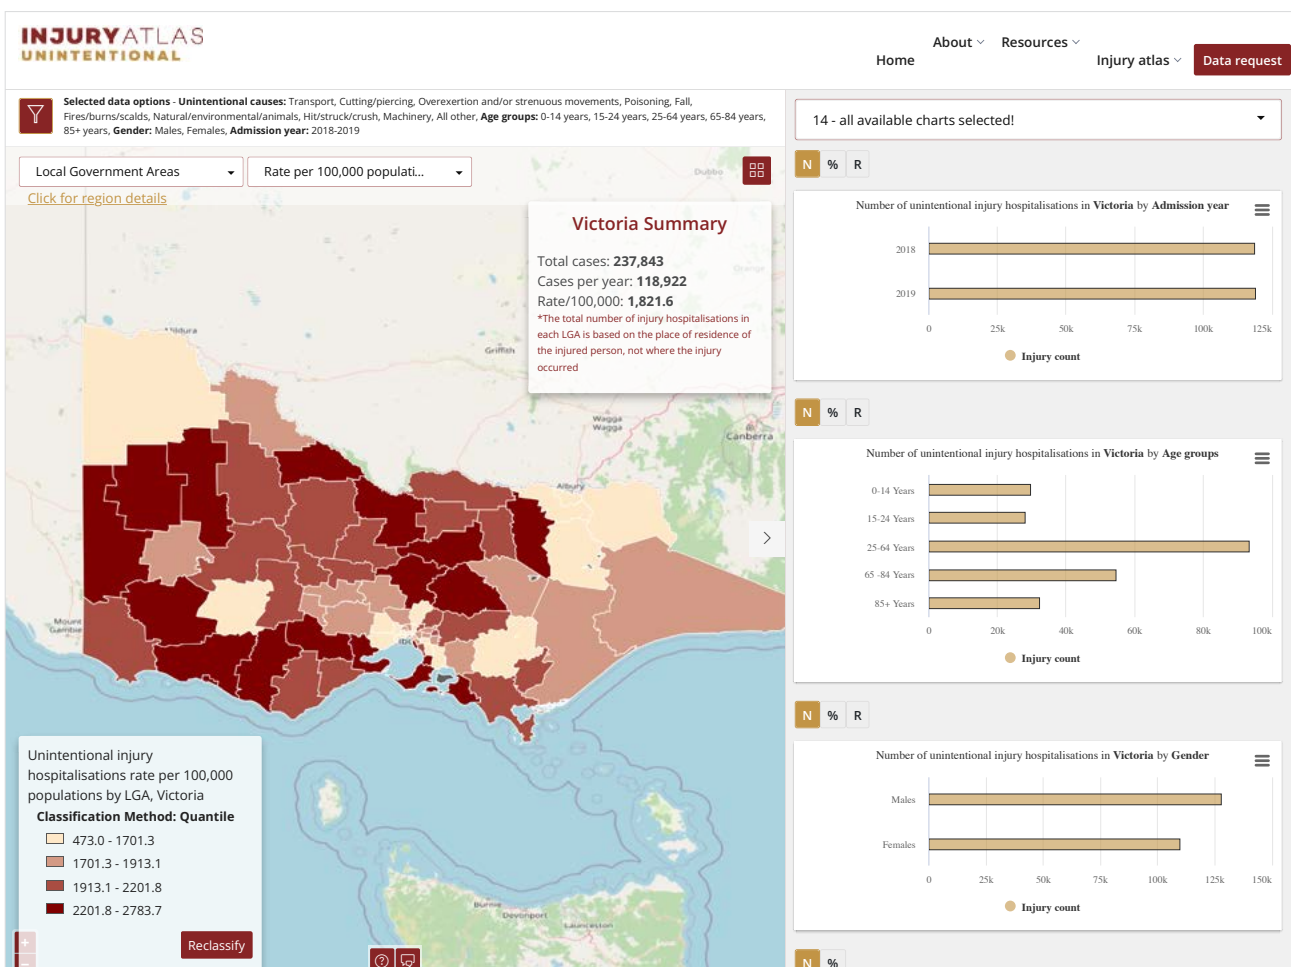 INJURYATLAS
UNINTENTIONAL
Home
About
Resources
Injury atlas
Data request
Selected data options - Unintentional causes: Transport, Cutting/piercing, Overexertion and/or strenuous movements, Poisoning, Fall,
Fires/burns/scalds, Natural/environmental/animals, Hit/struck/crush, Machinery, All other, Age groups: 0-14 years, 15-24 years, 25-64 years, 65-84 years,
85+ years, Gender: Males, Females, Admission year: 2018-2019
Local Government Areas
Rate per 100,000 populati...
Click for region details
Dubbo
Orange
Victoria Summary
Total cases: 237,843
Cases per year: 118,922
Rate/100,000: 1,821.6
*The total number of injury hospitalisations in
each LGA is based on the place of residence of
the injured person, not where the injury
occurred
Mildura
Griffith
Wagga
Wagga
Canberra
Albury
Mount
Gambier
Burnie
Devonport
Launceston
Unintentional injury
hospitalisations rate per 100,000
populations by LGA, Victoria
Classification Method: Quantile
473.0 - 1701.3
1701.3 - 1913.1
1913.1 - 2201.8
2201.8 - 2783.7
Reclassify
+
14 - all available charts selected!
N % R
Number of unintentional injury hospitalisations in Victoria by Admission year
2018
2019
0 25k 50k 75k 100k 125k
Injury count
N % R
Number of unintentional injury hospitalisations in Victoria by Age groups
0-14 Years
15-24 Years
25-64 Years
65 -84 Years
85+ Years
0 20k 40k 60k 80k 100k
Injury count
N % R
Number of unintentional injury hospitalisations in Victoria by Gender
Males
Females
0 25k 50k 75k 100k 125k 150k
Injury count
N %